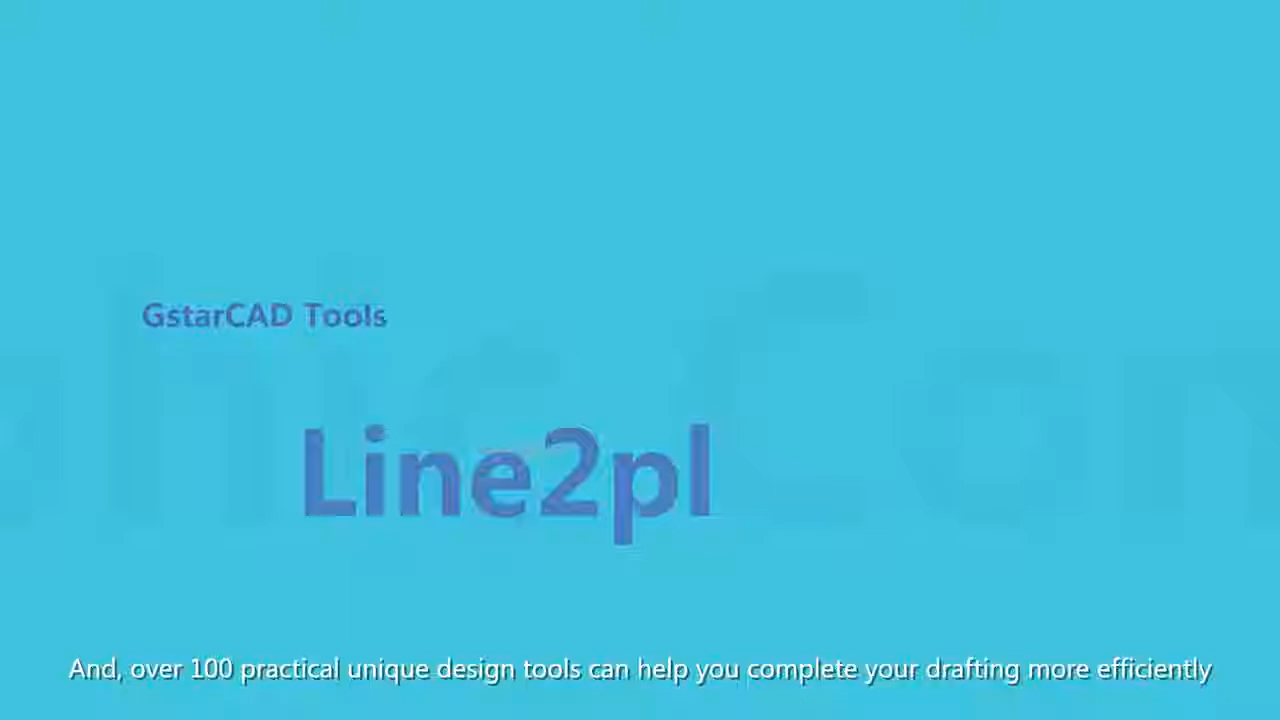 GstarCAD Tools
Line2pl
And, over 100 practical unique design tools can help you complete your drafting more efficiently